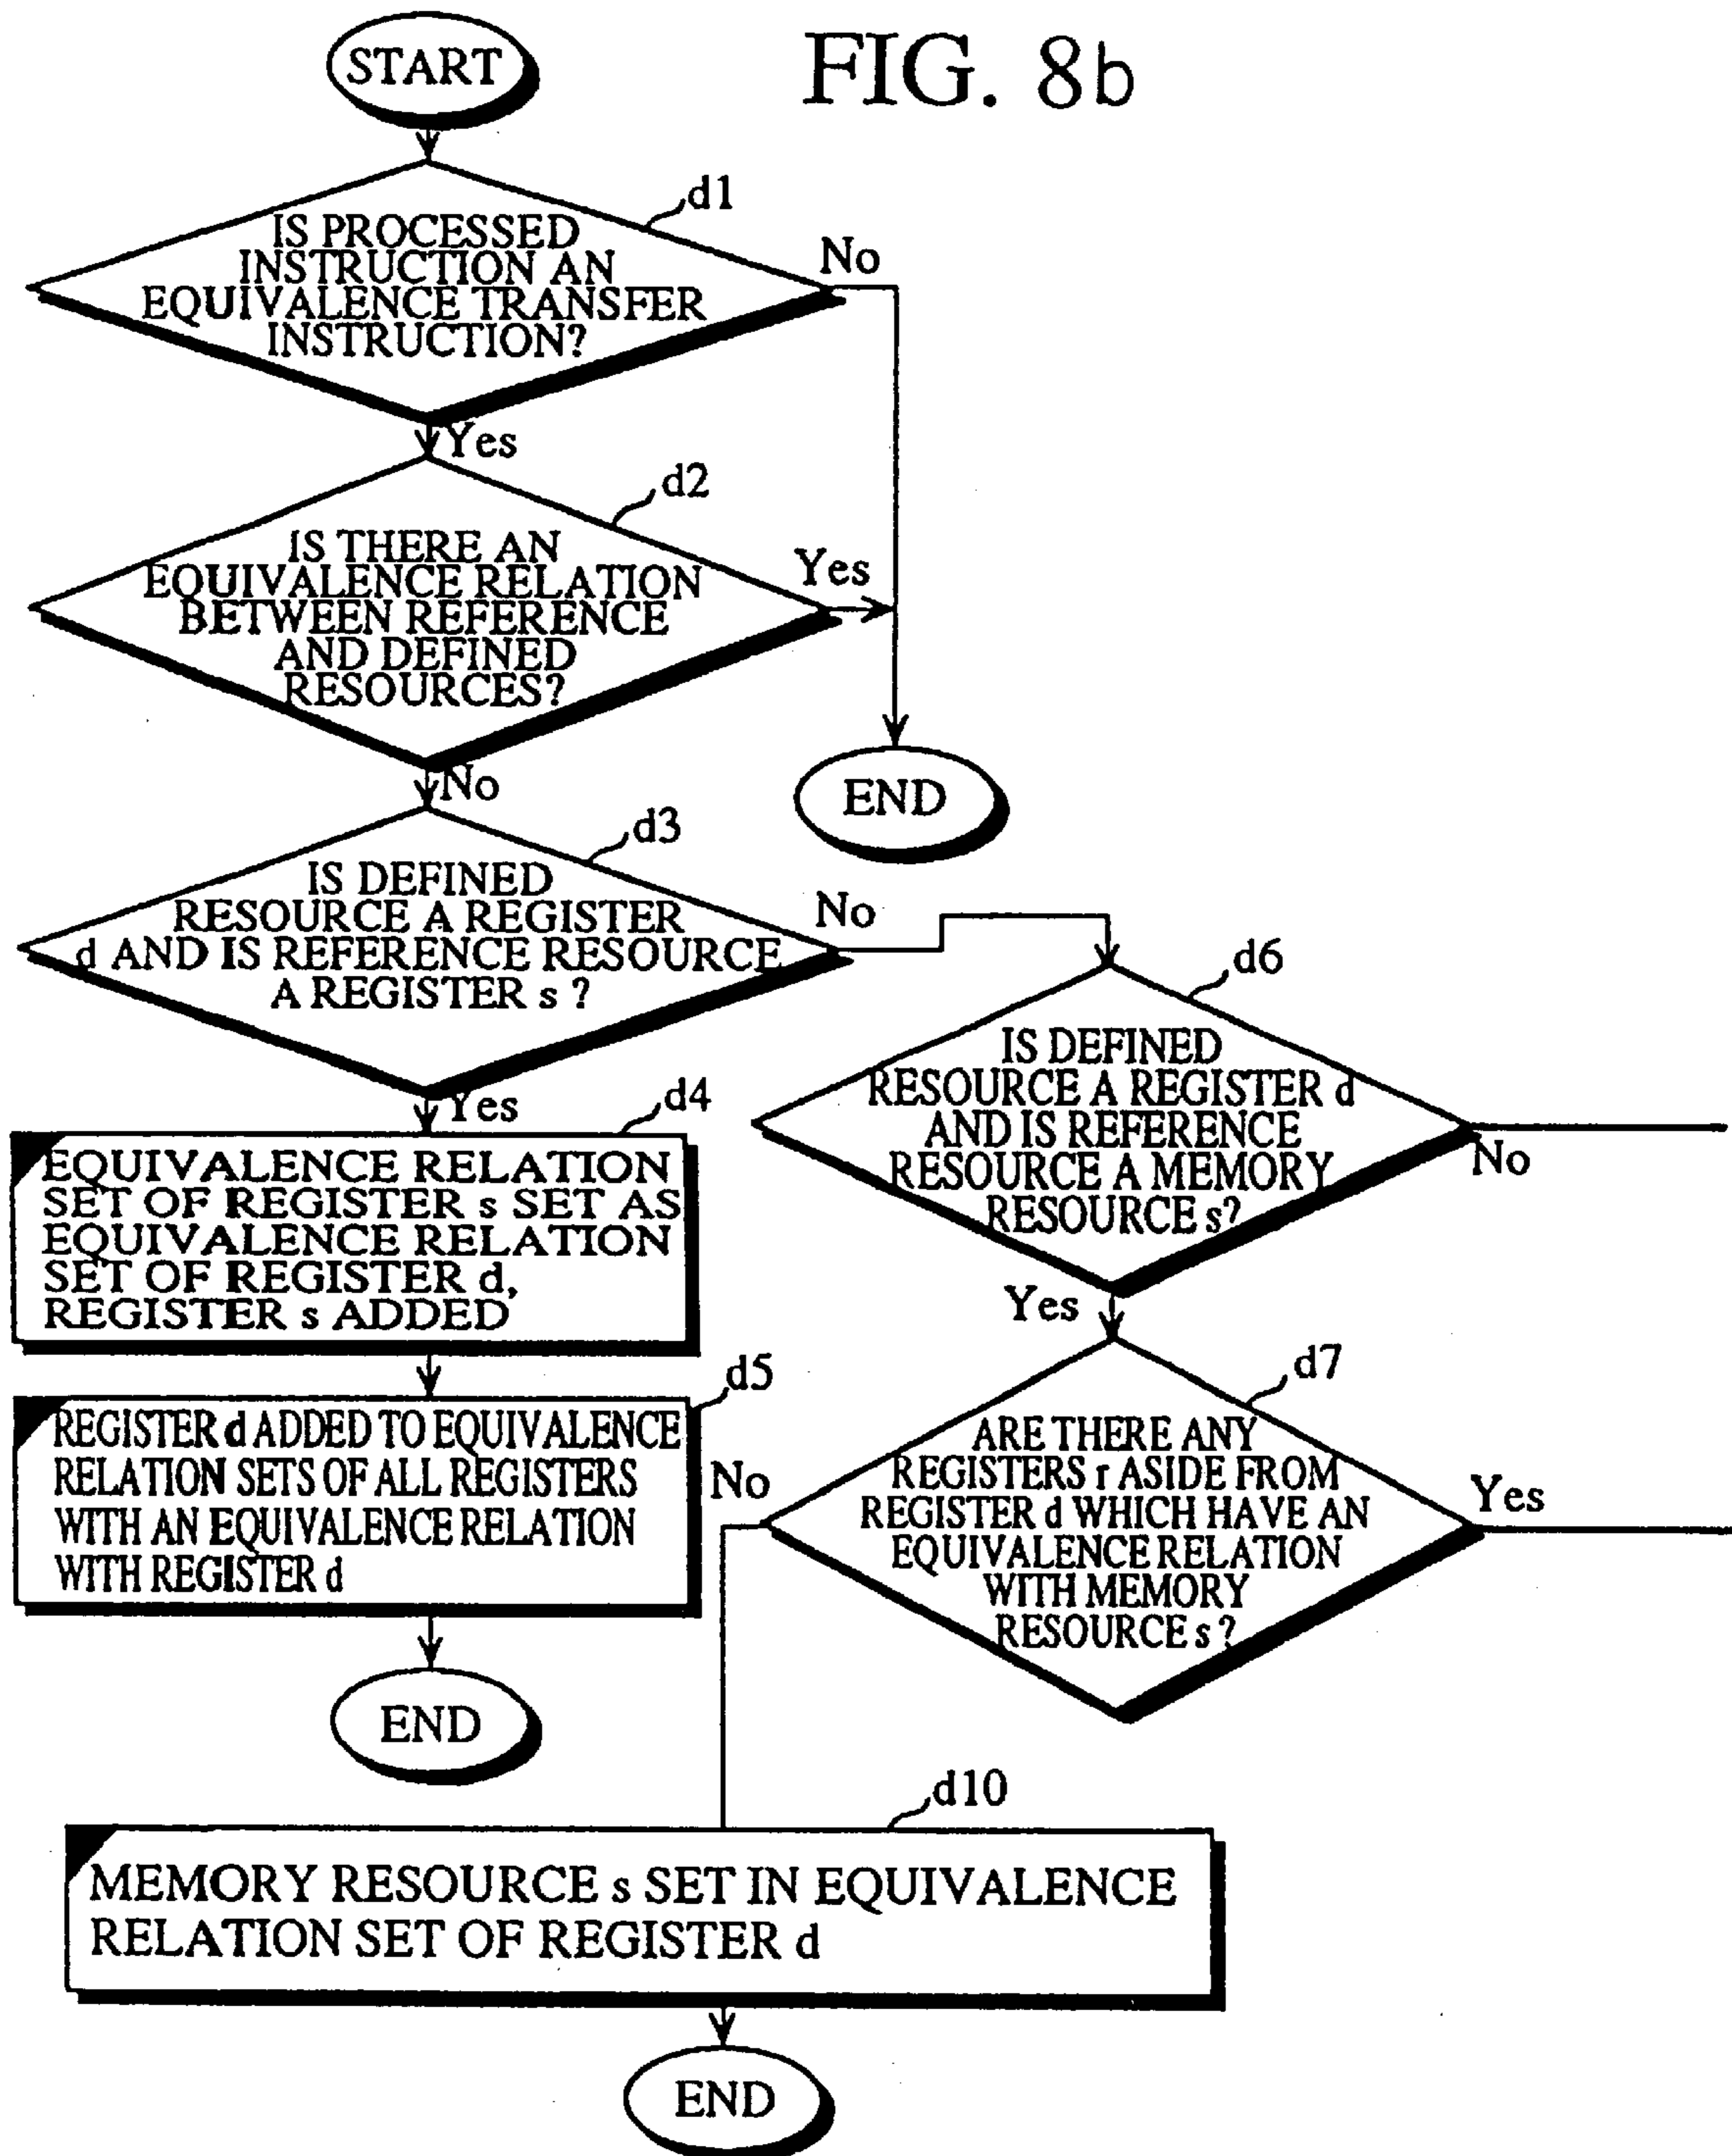 FIG. 8b
START
d1
IS PROCESSED
INSTRUCTION AN
EQUIVALENCE TRANSFER
INSTRUCTION?
No
Yes
d2
IS THERE AN
EQUIVALENCE RELATION
BETWEEN REFERENCE
AND DEFINED
RESOURCES?
Yes
No
END
d3
IS DEFINED
RESOURCE A REGISTER
d AND IS REFERENCE RESOURCE
A REGISTER s ?
No
Yes
d4
EQUIVALENCE RELATION
SET OF REGISTER s SET AS
EQUIVALENCE RELATION
SET OF REGISTER d,
REGISTER s ADDED
d5
REGISTER d ADDED TO EQUIVALENCE
RELATION SETS OF ALL REGISTERS
WITH AN EQUIVALENCE RELATION
WITH REGISTER d
END
d6
IS DEFINED
RESOURCE A REGISTER d
AND IS REFERENCE
RESOURCE A MEMORY
RESOURCE s?
No
Yes
d7
ARE THERE ANY
REGISTERS r ASIDE FROM
REGISTER d WHICH HAVE AN
EQUIVALENCE RELATION
WITH MEMORY
RESOURCE s ?
No
Yes
d10
MEMORY RESOURCE s SET IN EQUIVALENCE
RELATION SET OF REGISTER d
END